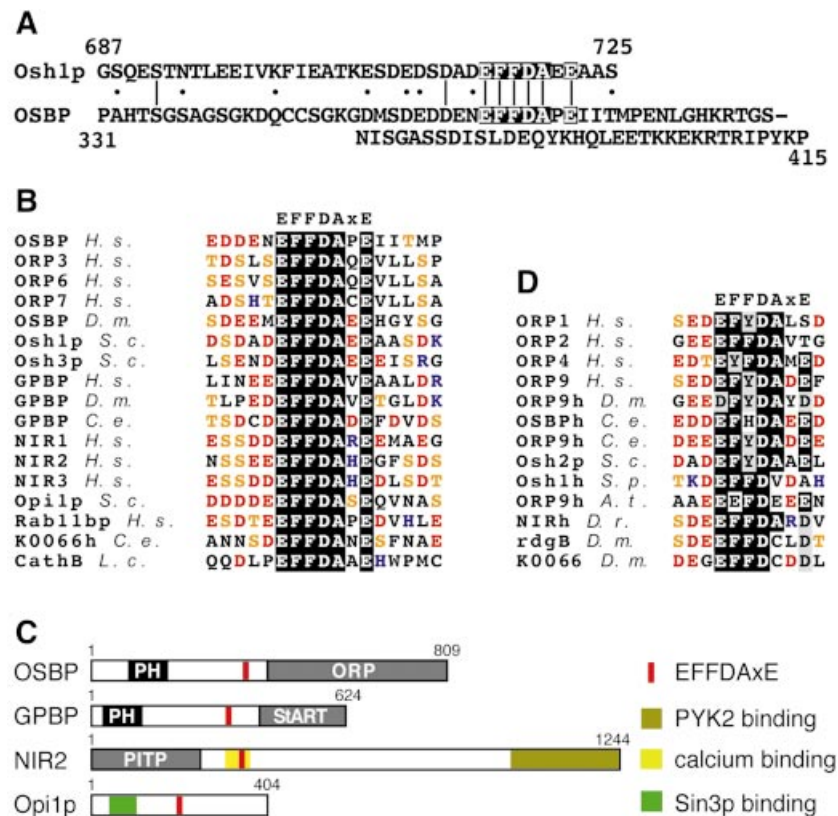 A
687 725
Osh1p GSQESTNTLEEIVKFIEATKESDEDSDADEFFDAEEAAS
OSBP PAHTSGSAGSGKDQCCSGKGDMSDEDDENEFFDAPEIITMPENLGHKRTGS-
331 NISGASSDISLDEQYKHQLEETKKEKRTRIPYKP
415
B
EFFDAxE
OSBP H.s. EDDENEFFDAPEIITMP
ORP3 H.s. TDSLSEFFDAQEVLLSP
ORP6 H.s. SESVSEFFDAQEVLLSA
ORP7 H.s. ADSHTEFFDACEVLLSA
OSBP D.m. SDEEMEFFDAEEHGYSG
Osh1p S.c. DSDADEFFDAEEAASDK
Osh3p S.c. LSENDEFFDAEEEISRG
GPBP H.s. LINEEEFFDAVEAALDR
GPBP D.m. TLPEDEFFDAVETGLDK
GPBP C.e. TSDCDEFFDADEFDVDS
NIR1 H.s. ESSDDEFFDAREEMAEG
NIR2 H.s. NSSEEEFFDAHEGFSDS
NIR3 H.s. ESSDDEFFDAHEDLSDT
Opi1p S.c. DDDDEEFFDASEQVNAS
Rab11bp H.s. ESDTEEFFDAPEDVHLE
K0066h C.e. ANNSDEFFDANESFNAE
CathB L.c. QQDLPEFFDAAEHWPMC
D
EFFDAxE
ORP1 H.s. SEDEFYDALSD
ORP2 H.s. GEEEFFDAVTG
ORP4 H.s. EDTEYFDAMED
ORP9 H.s. SEDEFYDADEF
ORP9h D.m. GEEDFYDAYDD
OSBPh C.e. DDEEFHDAEED
ORP9h C.e. DEEEFYDAEDE
Osh2p S.c. DADEFYDAAEL
Osh1h S.p. TKDEFFDVDAH
ORP9h A.t. AAEEEFDEEEN
NIRh D.r. SDEEFFDARDV
rdgB D.m. SDEEFFDCLDT
K0066 D.m. DEGEFFDCDDL
C
1 809
OSBP PH ORP
1 624
GPBP PH StART
1 1244
NIR2 PITP
1 404
Opi1p
EFFDAxE
PYK2 binding
calcium binding
Sin3p binding